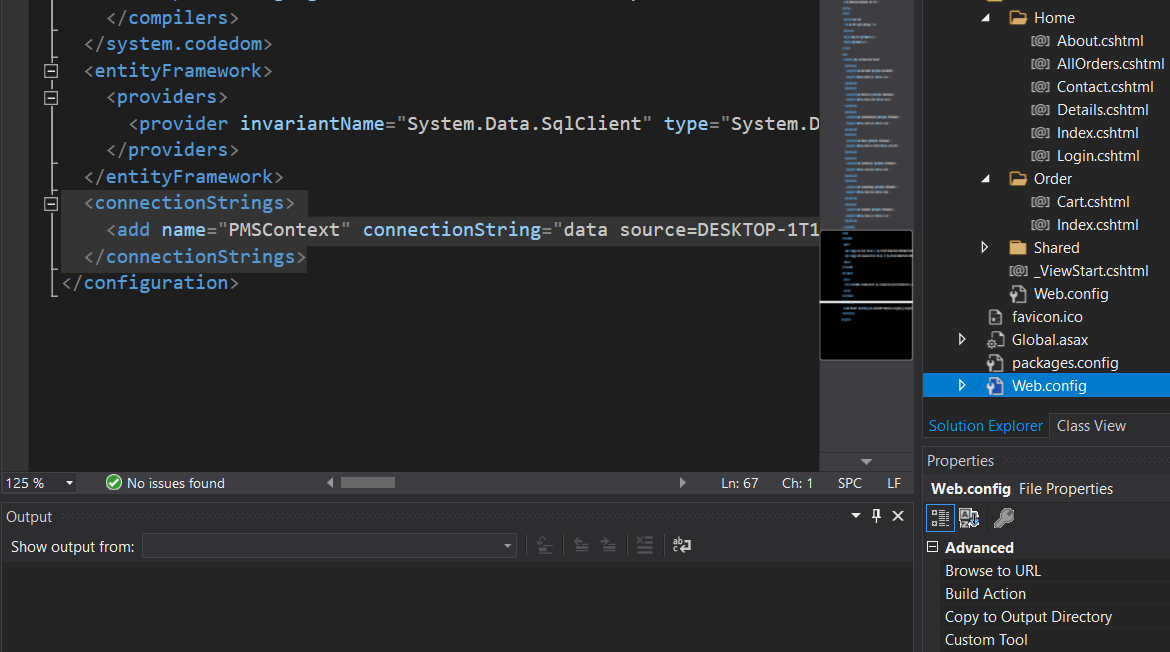 </compilers>
</system.codedom>
<entityFramework>
<providers>
<provider invariantName="System.Data.SqlClient" type="System.D
</providers>
</entityFramework>
<connectionStrings>
<add name="PMSContext" connectionString="data source=DESKTOP-1T1
</connectionStrings>
</configuration>
125 %
No issues found
Ln: 67
Ch: 1
SPC
LF
Output
Show output from:
Home
About.cshtml
AllOrders.cshtml
Contact.cshtml
Details.cshtml
Index.cshtml
Login.cshtml
Order
Cart.cshtml
Index.cshtml
Shared
_ViewStart.cshtml
Web.config
favicon.ico
Global.asax
packages.config
Web.config
Solution Explorer
Class View
Properties
Web.config File Properties
Advanced
Browse to URL
Build Action
Copy to Output Directory
Custom Tool